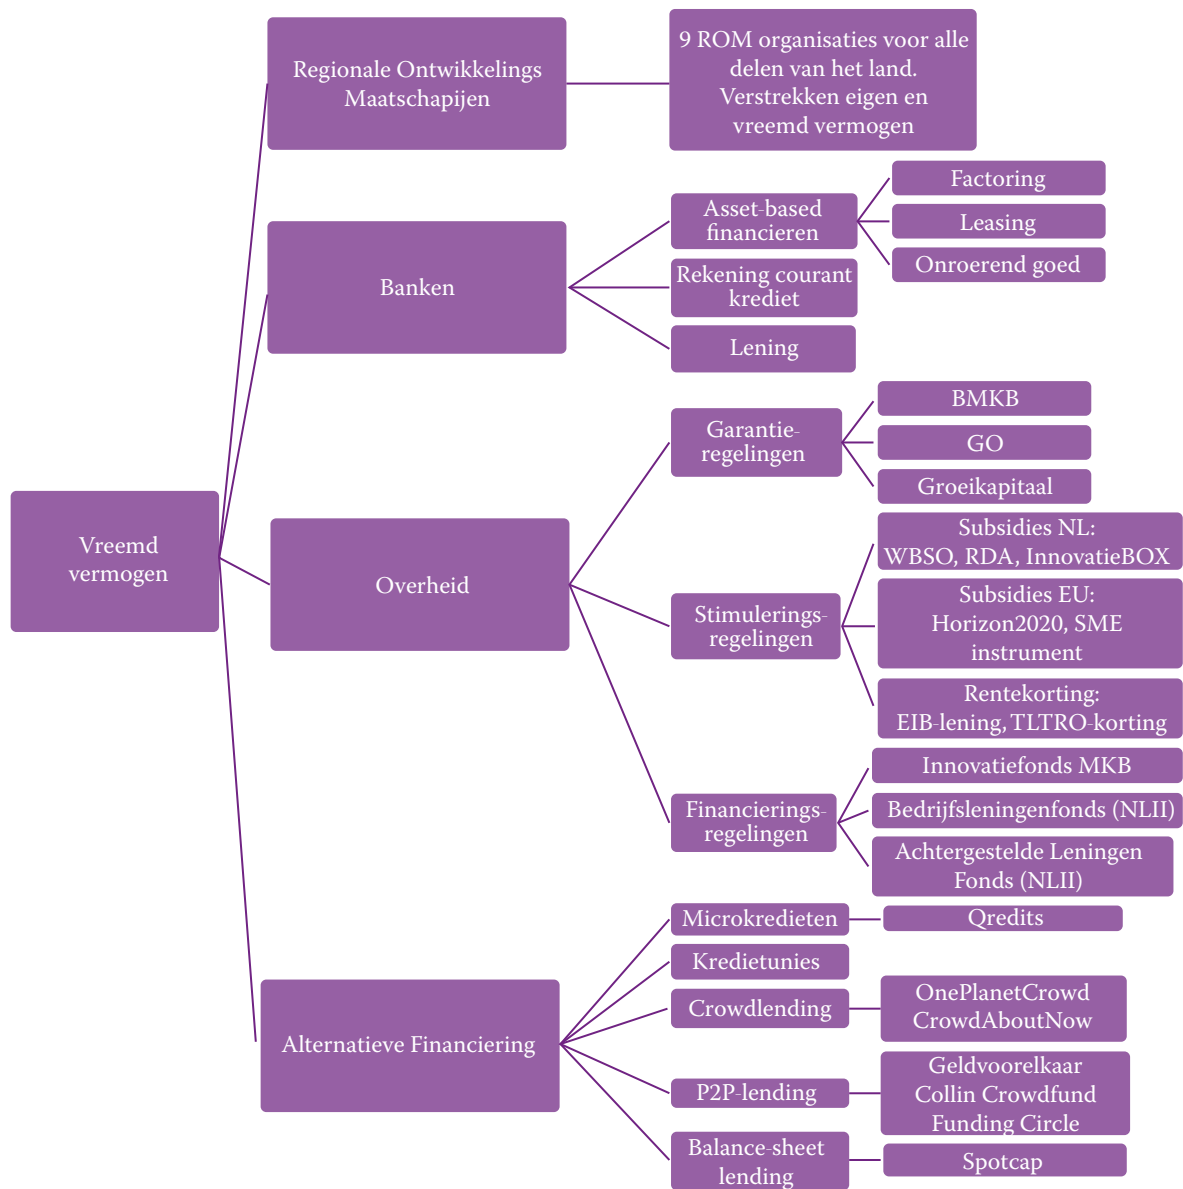 Vreemd
vermogen
Regionale Ontwikkelings
Maatschapijen
9 ROM organisaties voor alle
delen van het land.
Verstrekken eigen en
vreemd vermogen
Banken
Asset-based
financieren
Factoring
Leasing
Onroerend goed
Rekening courant
krediet
Lening
Overheid
Garantie-
regelingen
BMKB
GO
Groeikapitaal
Stimulerings-
regelingen
Subsidies NL:
WBSO, RDA, InnovatieBOX
Subsidies EU:
Horizon2020, SME
instrument
Rentekorting:
EIB-lening, TLTRO-korting
Financierings-
regelingen
Innovatiefonds MKB
Bedrijfsleningenfonds (NLII)
Achtergestelde Leningen
Fonds (NLII)
Alternatieve Financiering
Microkredieten
Qredits
Kredietunies
Crowdlending
OnePlanetCrowd
CrowdAboutNow
P2P-lending
Geldvoorelkaar
Collin Crowdfund
Funding Circle
Balance-sheet
lending
Spotcap